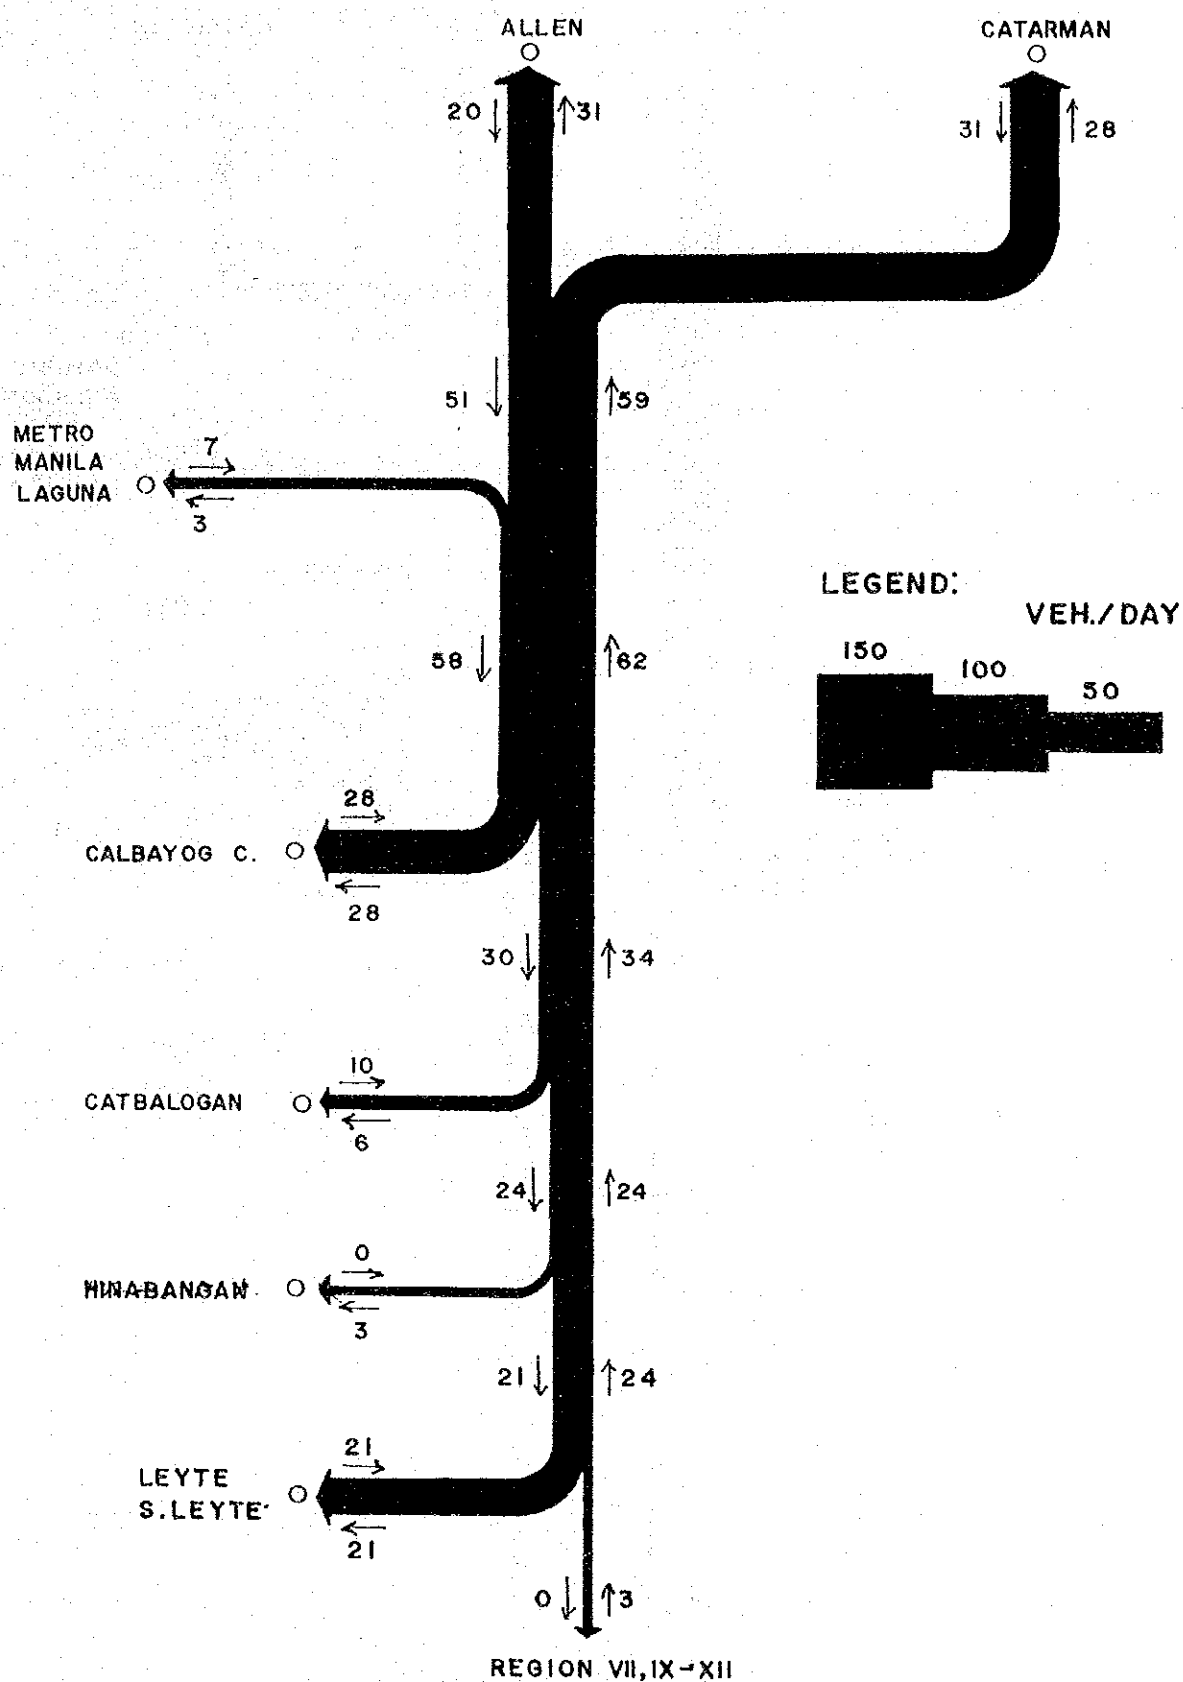 ALLEN
CATARMAN
20
31
31
28
51
59
METRO
MANILA
LAGUNA
7
3
LEGEND:
VEH./DAY
150
100
50
58
62
28
CALBAYOG C.
28
30
34
10
CATBALOGAN
6
24
24
0
HINABANGAN
3
21
24
21
LEYTE
S.LEYTE
21
0
3
REGION VII,IX-XII